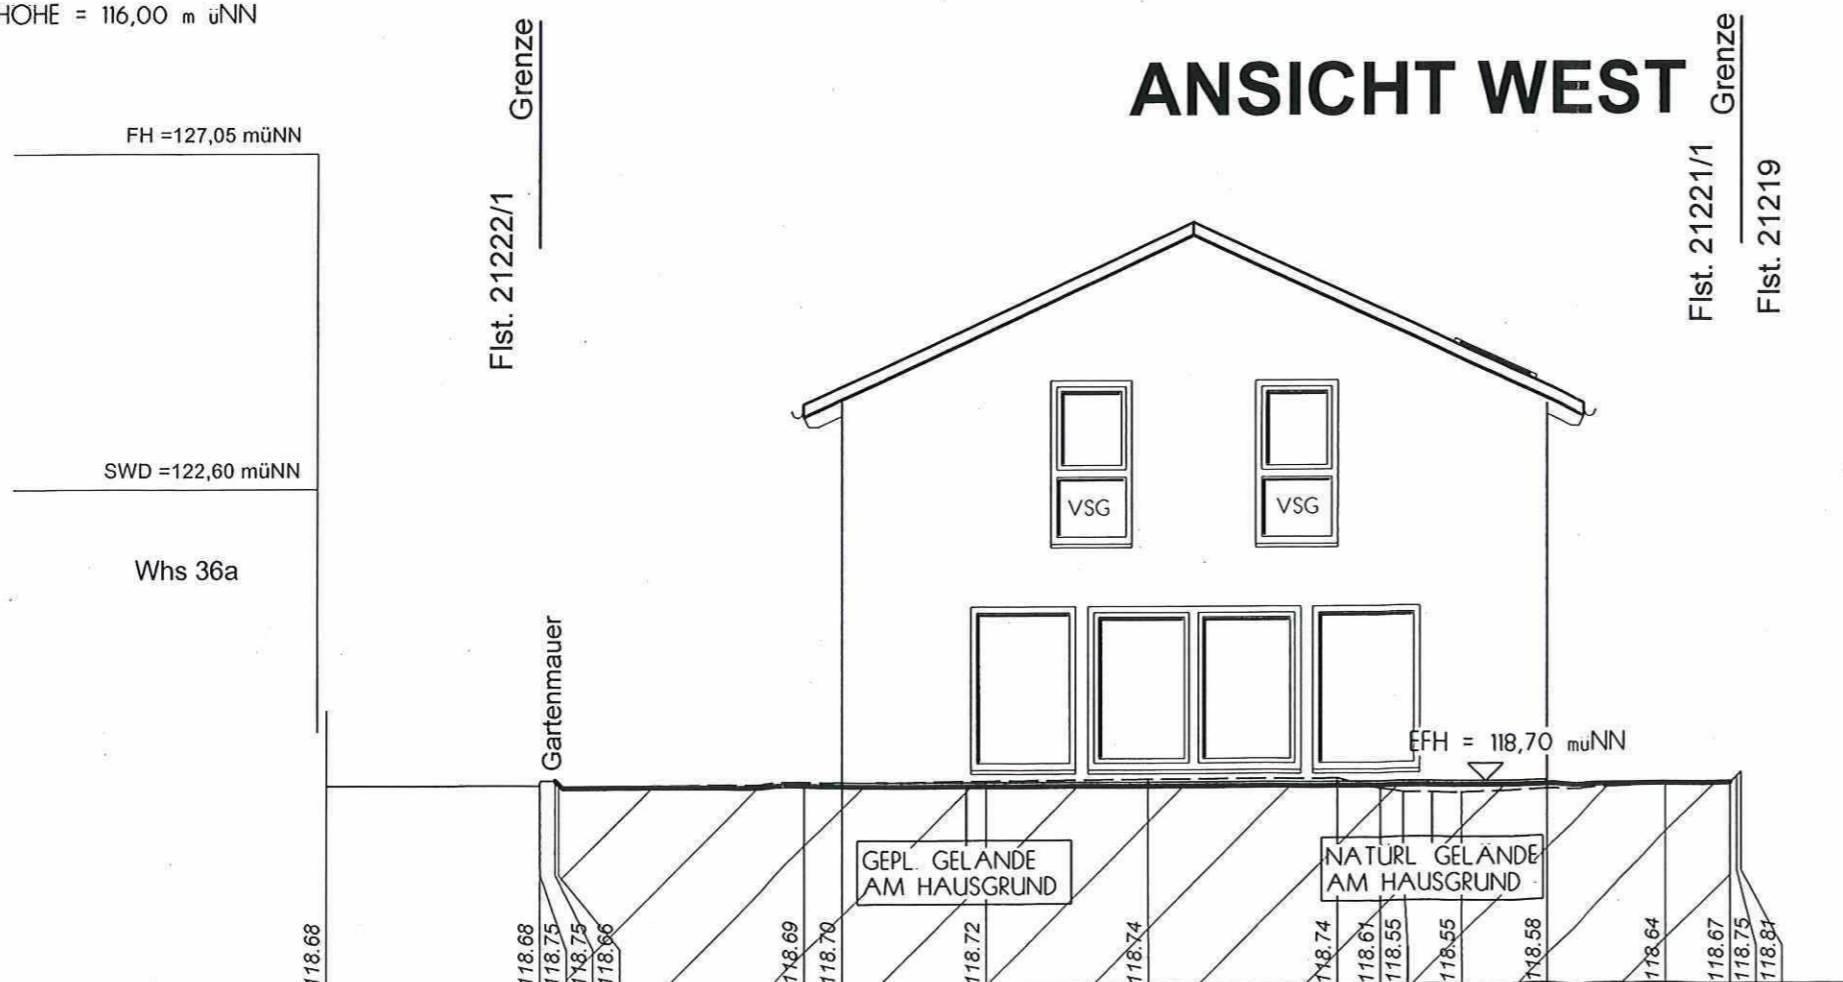 HÖHE = 116,00 m üNN
ANSICHT WEST
Grenze
Flst. 21222/1
Grenze
Flst. 21221/1
Flst. 21219
FH =127,05 müNN
SWD =122,60 müNN
Whs 36a
VSG
VSG
Gartenmauer
EFH = 118,70 müNN
GEPL. GELÄNDE
AM HAUSGRUND
NATÜRL GELÄNDE
AM HAUSGRUND
118.68
118.68
118.75
118.75
118.66
118.69
118.70
118.72
118.74
118.74
118.61
118.55
118.55
118.58
118.64
118.67
118.75
118.81